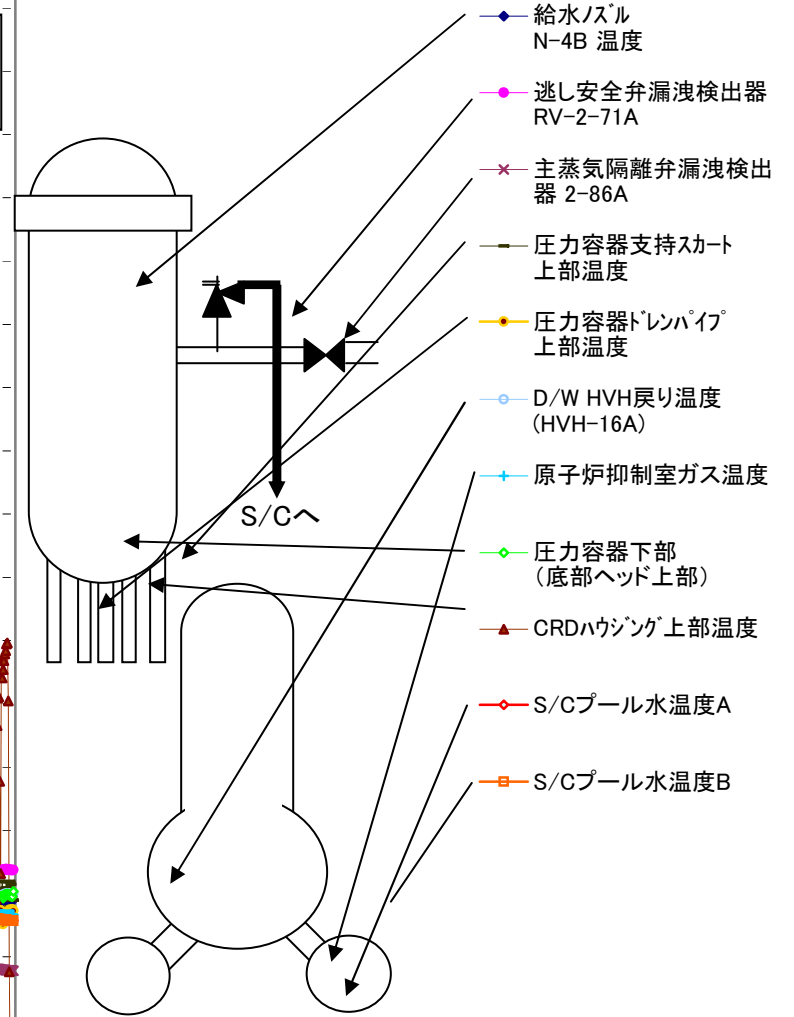 給水ノズル
N-4B 温度
逃し安全弁漏洩検出器
RV-2-71A
主蒸気隔離弁漏洩検出
器 2-86A
圧力容器支持スカート
上部温度
圧力容器ドレンパイプ
上部温度
D/W HVH戻り温度
(HVH-16A)
原子炉抑制室ガス温度
S/Cへ
圧力容器下部
（底部ヘッド上部）
CRDハウジング上部温度
S/Cプール水温度A
S/Cプール水温度B